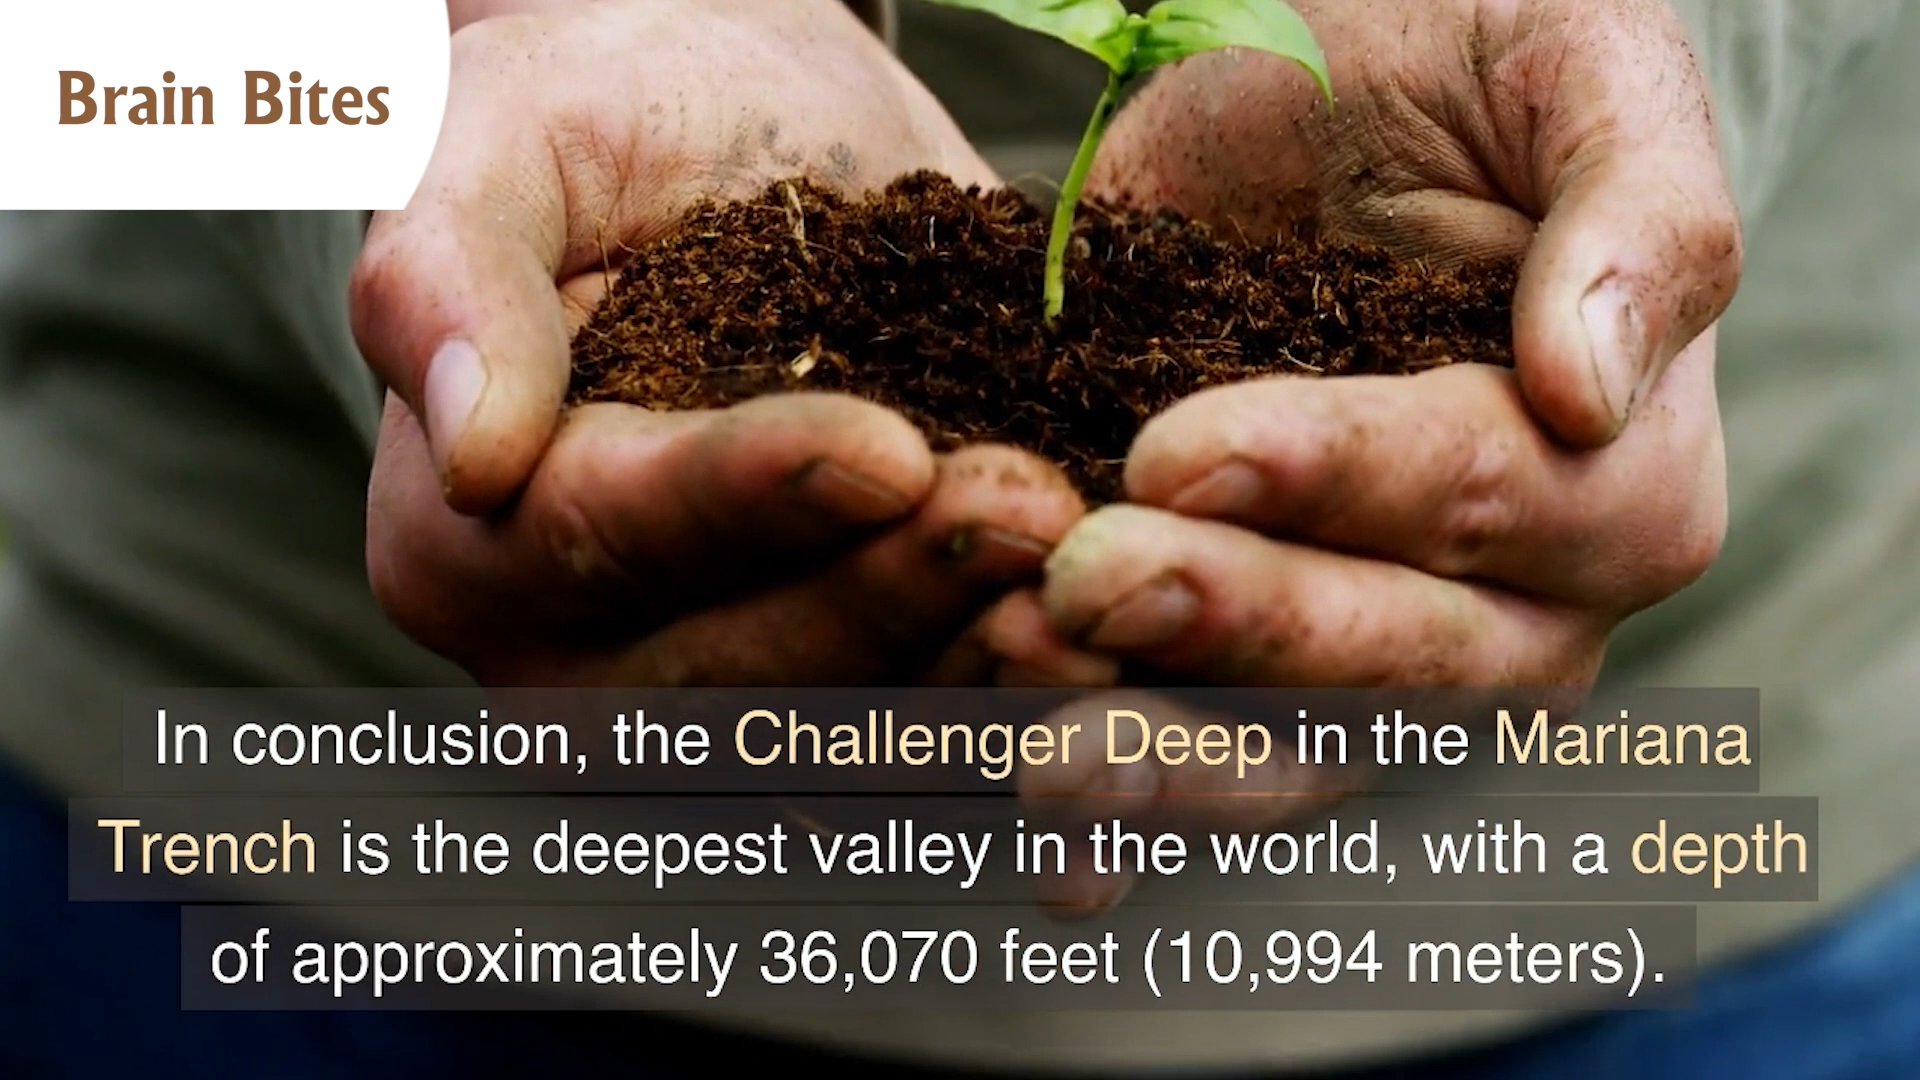 Brain Bites
In conclusion, the Challenger Deep in the Mariana
Trench is the deepest valley in the world, with a depth
of approximately 36,070 feet (10,994 meters).